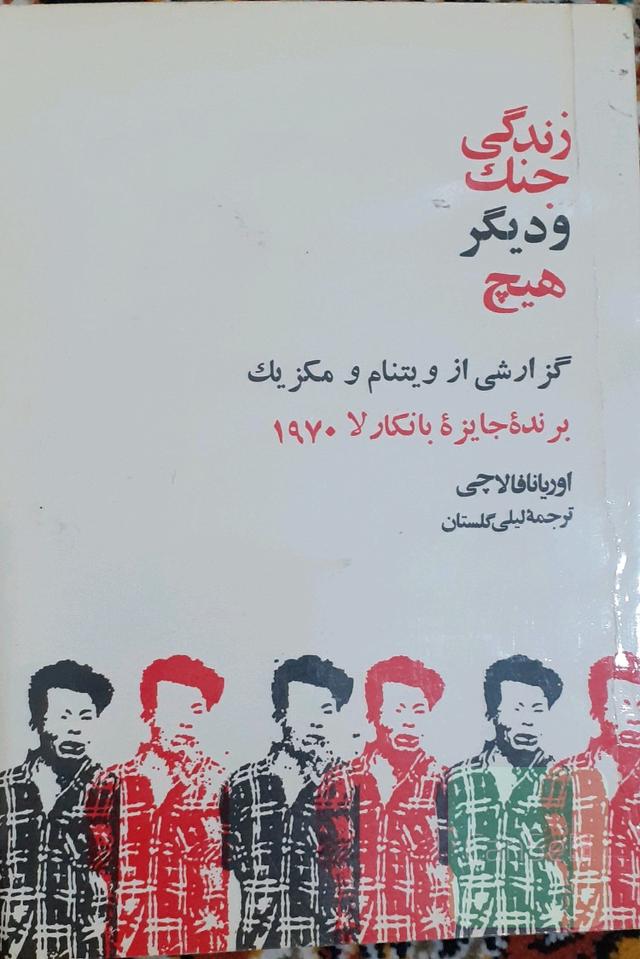 زندگی
جنگ
و دیگر
هیچ
گزارشی از ویتنام و مکزیک
برندهٔ جایزهٔ بانکارلا ۱۹۷۰
اوریانا فالاچی
ترجمهٔ لیلی گلستان